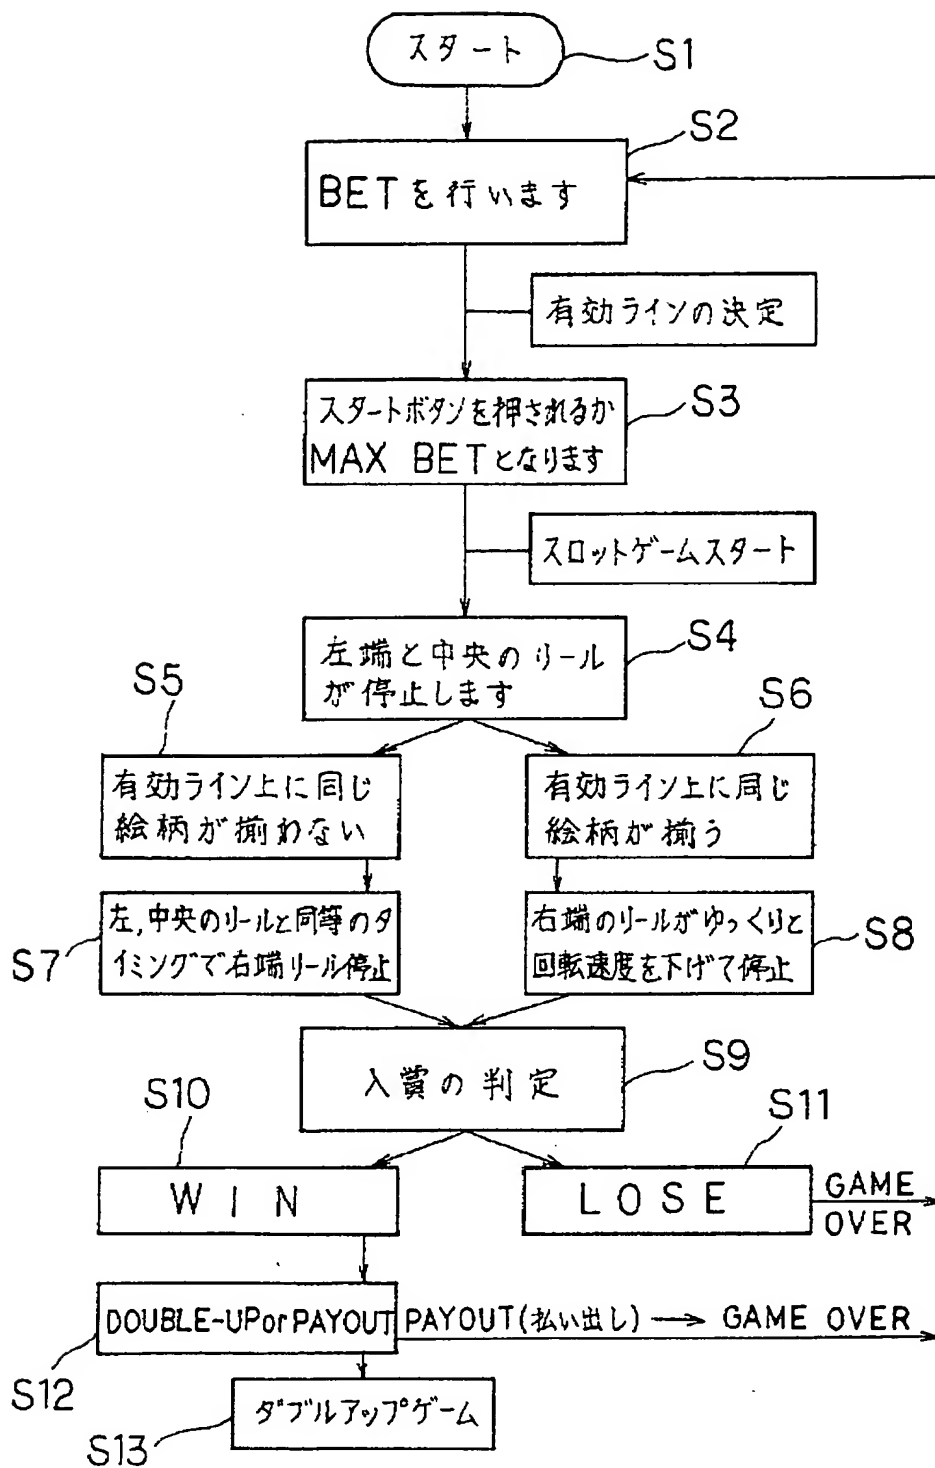 スタート
S1
S2
BETを行います
有効ラインの決定
S3
スタートボタンを押されるか
MAX BETとなります
スロットゲームスタート
S4
左端と中央のリール
が停止します
S5
S6
有効ライン上に同じ
絵柄が揃わない
有効ライン上に同じ
絵柄が揃う
S7
左,中央のリールと同等のタ
イミングで右端リール停止
右端のリールがゆっくりと
回転速度を下げて停止
S8
入賞の判定
S9
S10
S11
WIN
LOSE
GAME
OVER
DOUBLE-UPorPAYOUT
PAYOUT(払い出し) → GAME OVER
S12
ダブルアップゲーム
S13